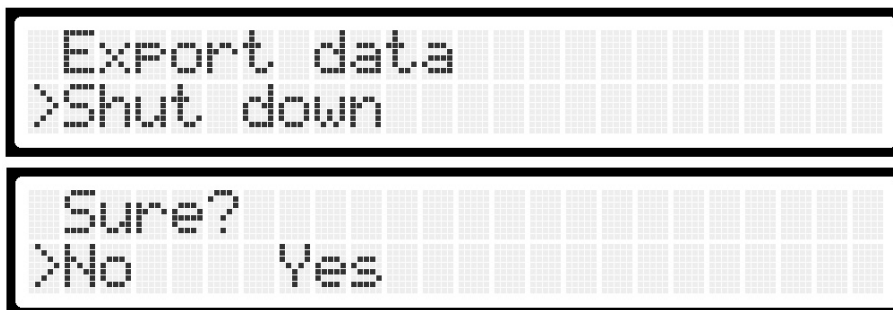 Export data
>Shut down
Sure?
>No Yes